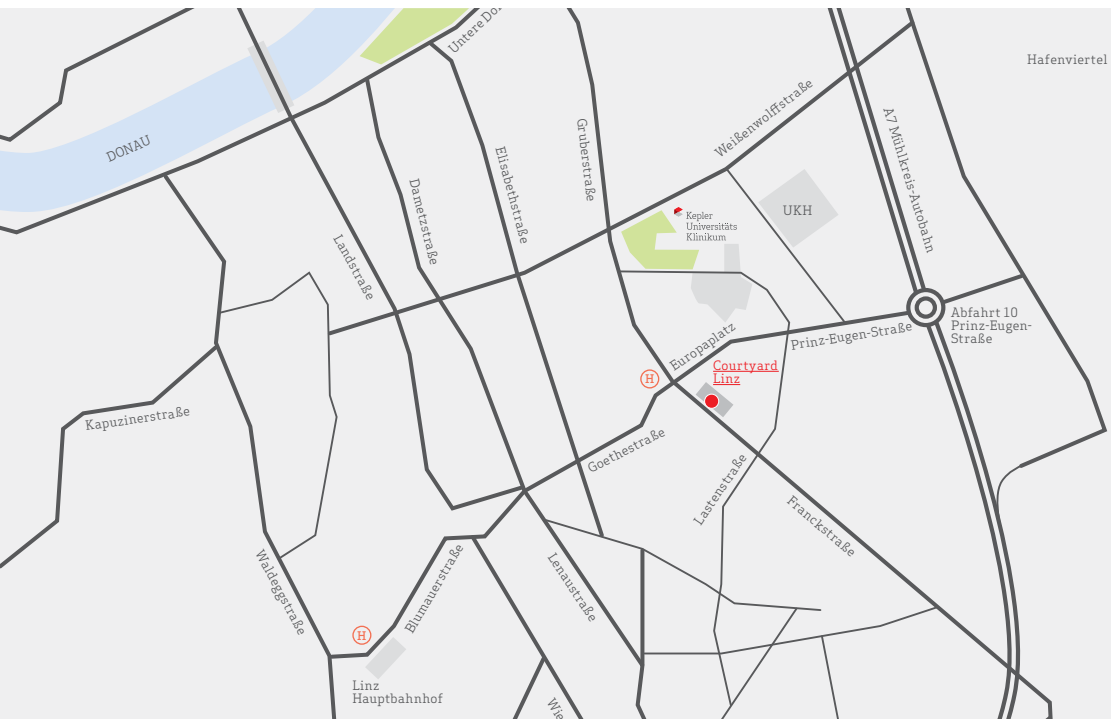 Untere Do
Hafenviertel
DONAU
Weißenwolffstraße
A7 Mühlkreis-Autobahn
Gruberstraße
Elisabethstraße
Dametzstraße
Landstraße
UKH
Kepler
Universitäts
Klinikum
Abfahrt 10
Prinz-Eugen-
Straße
Prinz-Eugen-Straße
Europaplatz
Courtyard
Linz
H
Kapuzinerstraße
Goethestraße
Lastenstraße
Franckstraße
Waldeggstraße
Blumauerstraße
Lenaustraße
H
Linz
Hauptbahnhof
Wie